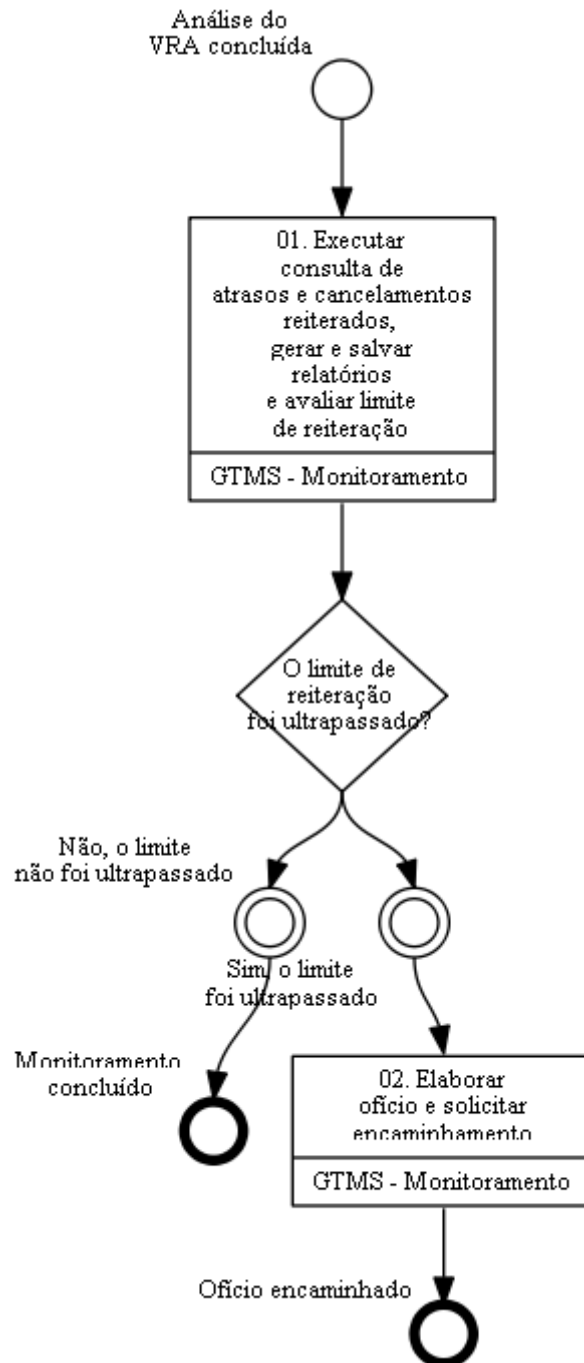 Análise do
VRA concluída
01. Executar
consulta de
atrasos e cancelamentos
reiterados,
gerar e salvar
relatórios
e avaliar limite
de reiteração
GTMS - Monitoramento
O limite de
reiteração
foi ultrapassado?
Não, o limite
não foi ultrapassado
Sim, o limite
foi ultrapassado
Monitoramento
concluído
02. Elaborar
ofício e solicitar
encaminhamento
GTMS - Monitoramento
Ofício encaminhado